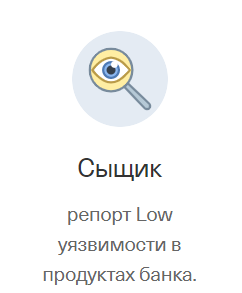 Сыщик
репорт Low
уязвимости в
продуктах банка.